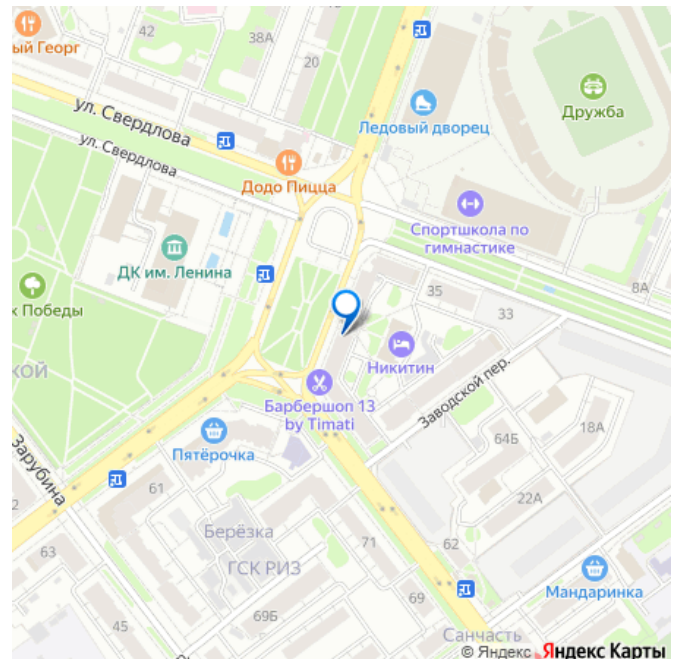 42
38А
ый Георг
20
Ледовый дворец
Дружба
ул. Свердлова
ул. Свердлова
Додо Пицца
Спортшкола по
гимнастике
ДК им. Ленина
8А
к Победы
35
33
КОЙ
Никитин
Заводской пер.
Барбершоп 13
by Timati
18А
64Б
Пятёрочка
Зарубина
22А
2
61
Берёзка
63
71
62
ГСК РИЗ
Мандаринка
69
69Б
45
Санчасть
© Яндекс Яндекс Карты